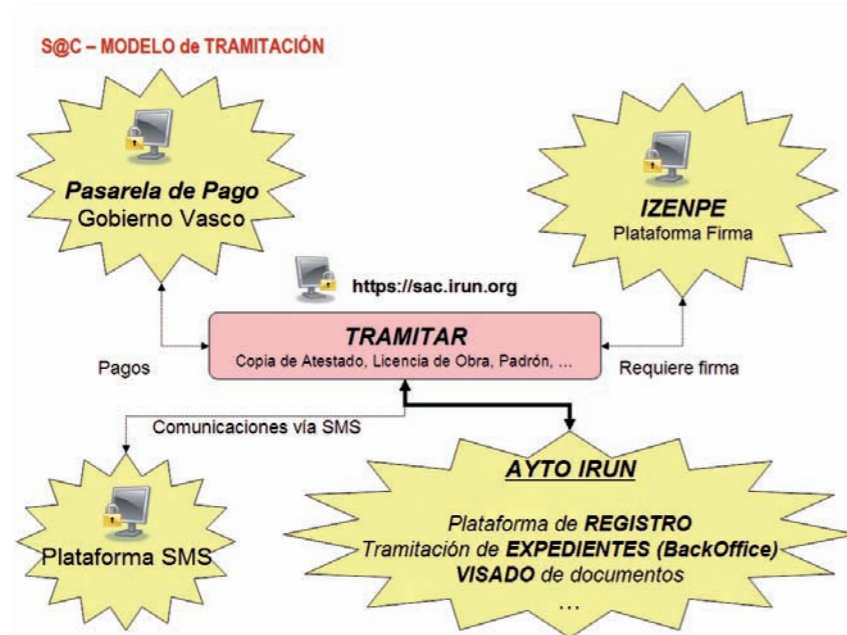 S@C – MODELO de TRAMITACIÓN
Pasarela de Pago
Gobierno Vasco
IZENPE
Plataforma Firma
https://sac.irun.org
TRAMITAR
Copia de Atestado, Licencia de Obra, Padrón, ...
Pagos
Requiere firma
Comunicaciones vía SMS
Plataforma SMS
AYTO IRUN
Plataforma de REGISTRO
Tramitación de EXPEDIENTES (BackOffice)
VISADO de documentos
...